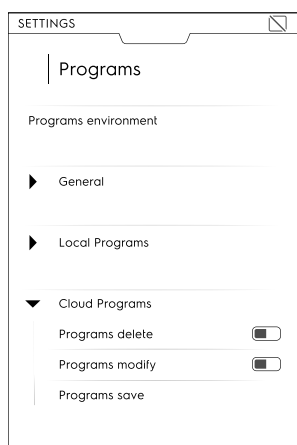 SETTINGS
Programs
Programs environment
General
Local Programs
Cloud Programs
Programs delete
Programs modify
Programs save